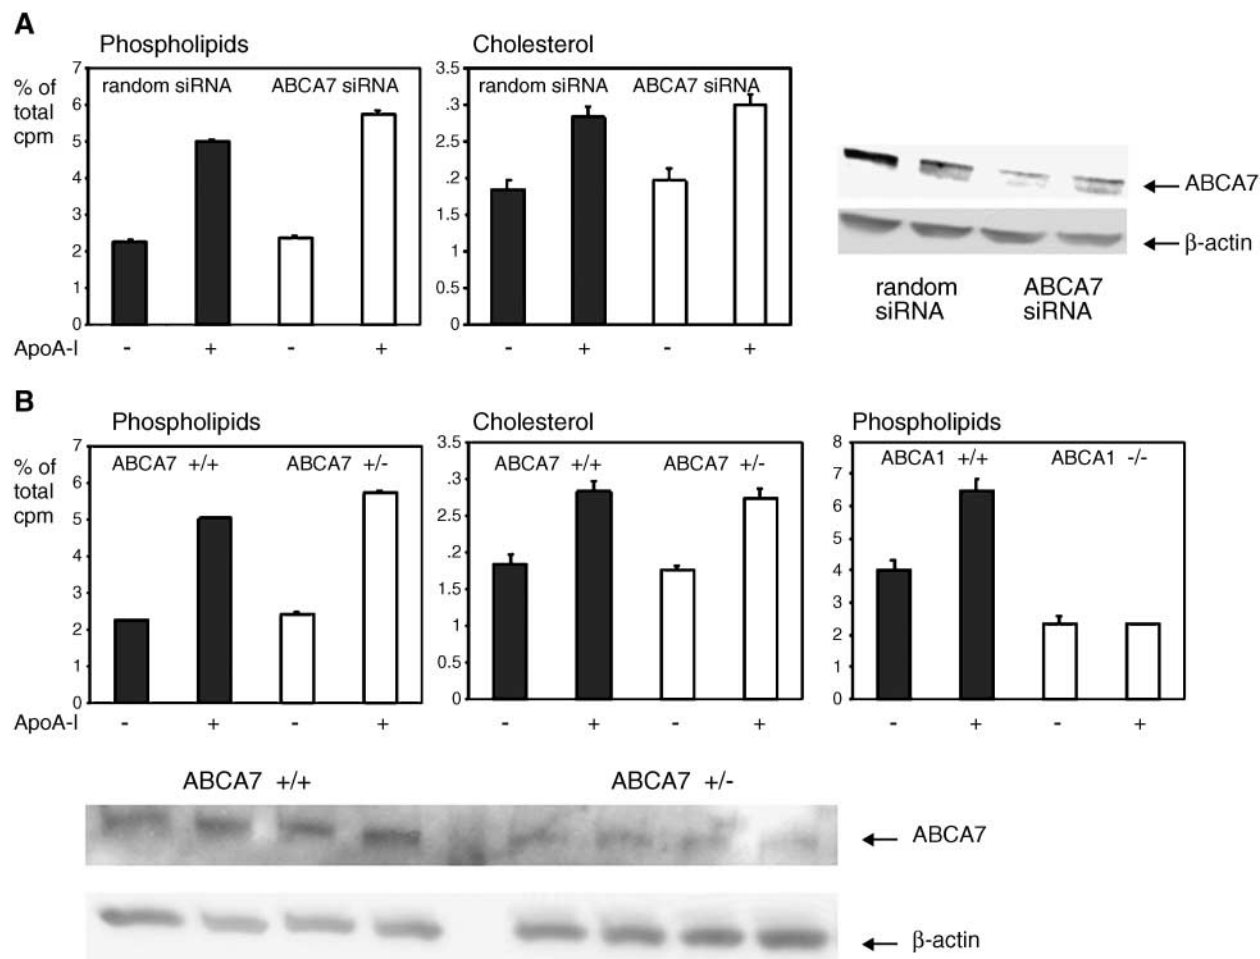 A
Phospholipids
% of
total
cpm
7
6
5
4
3
2
1
0
random siRNA ABCA7 siRNA
ApoA-I - + - +
Cholesterol
3.5
.3
2.5
.2
1.5
1
0.5
0
random siRNA ABCA7 siRNA
- + - +
ABCA7
β-actin
random
siRNA
ABCA7
siRNA
B
Phospholipids
% of
total
cpm
7
6
5
4
3
2
1
0
ABCA7 +/+ ABCA7 +/-
ApoA-I - + - +
Cholesterol
3.5
.3
2.5
.2
1.5
1
0.5
0
ABCA7 +/+ ABCA7 +/-
- + - +
Phospholipids
8
7
6
5
4
3
2
1
0
ABCA1 +/+ ABCA1 -/-
- + - +
ABCA7 +/+ ABCA7 +/-
ABCA7
β-actin